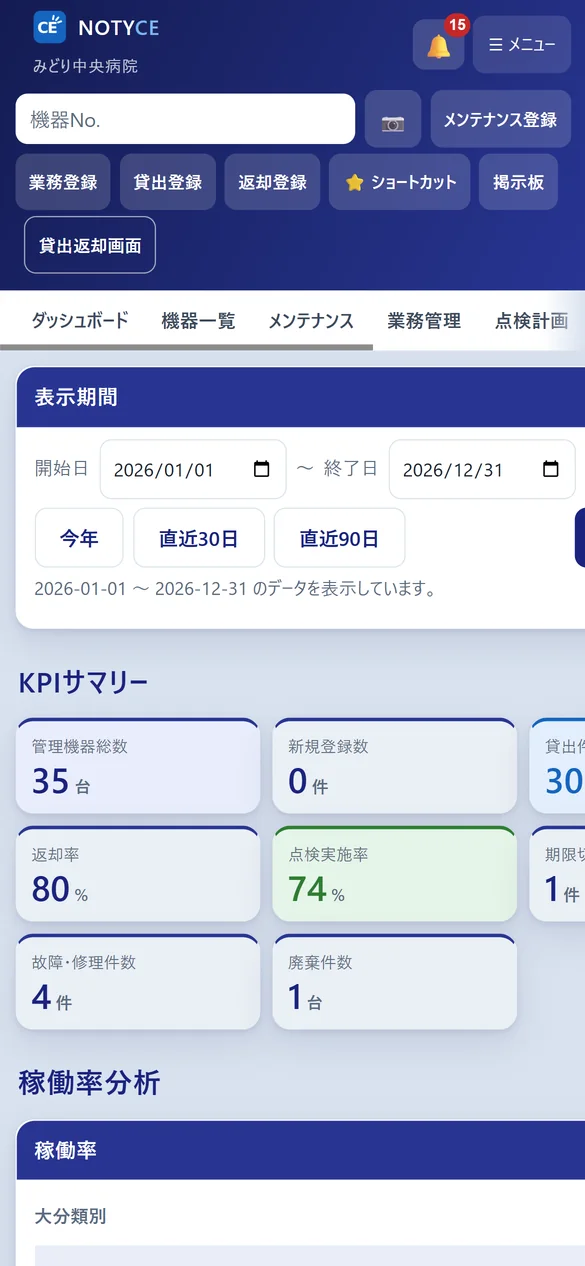 CE NOTYCE
みどり中央病院
15
☰ メニュー
機器No.
メンテナンス登録
業務登録 貸出登録 返却登録 ショートカット 掲示板
貸出返却画面
ダッシュボード 機器一覧 メンテナンス 業務管理 点検計画
表示期間
開始日 2026/01/01 〜 終了日 2026/12/31
今年 直近30日 直近90日
2026-01-01 〜 2026-12-31 のデータを表示しています。
KPIサマリー
管理機器総数 新規登録数 貸出
35 台 0 件 30
返却率 点検実施率 期限
80 % 74 % 1 件
故障・修理件数 廃棄件数
4 件 1 台
稼働率分析
稼働率
大分類別